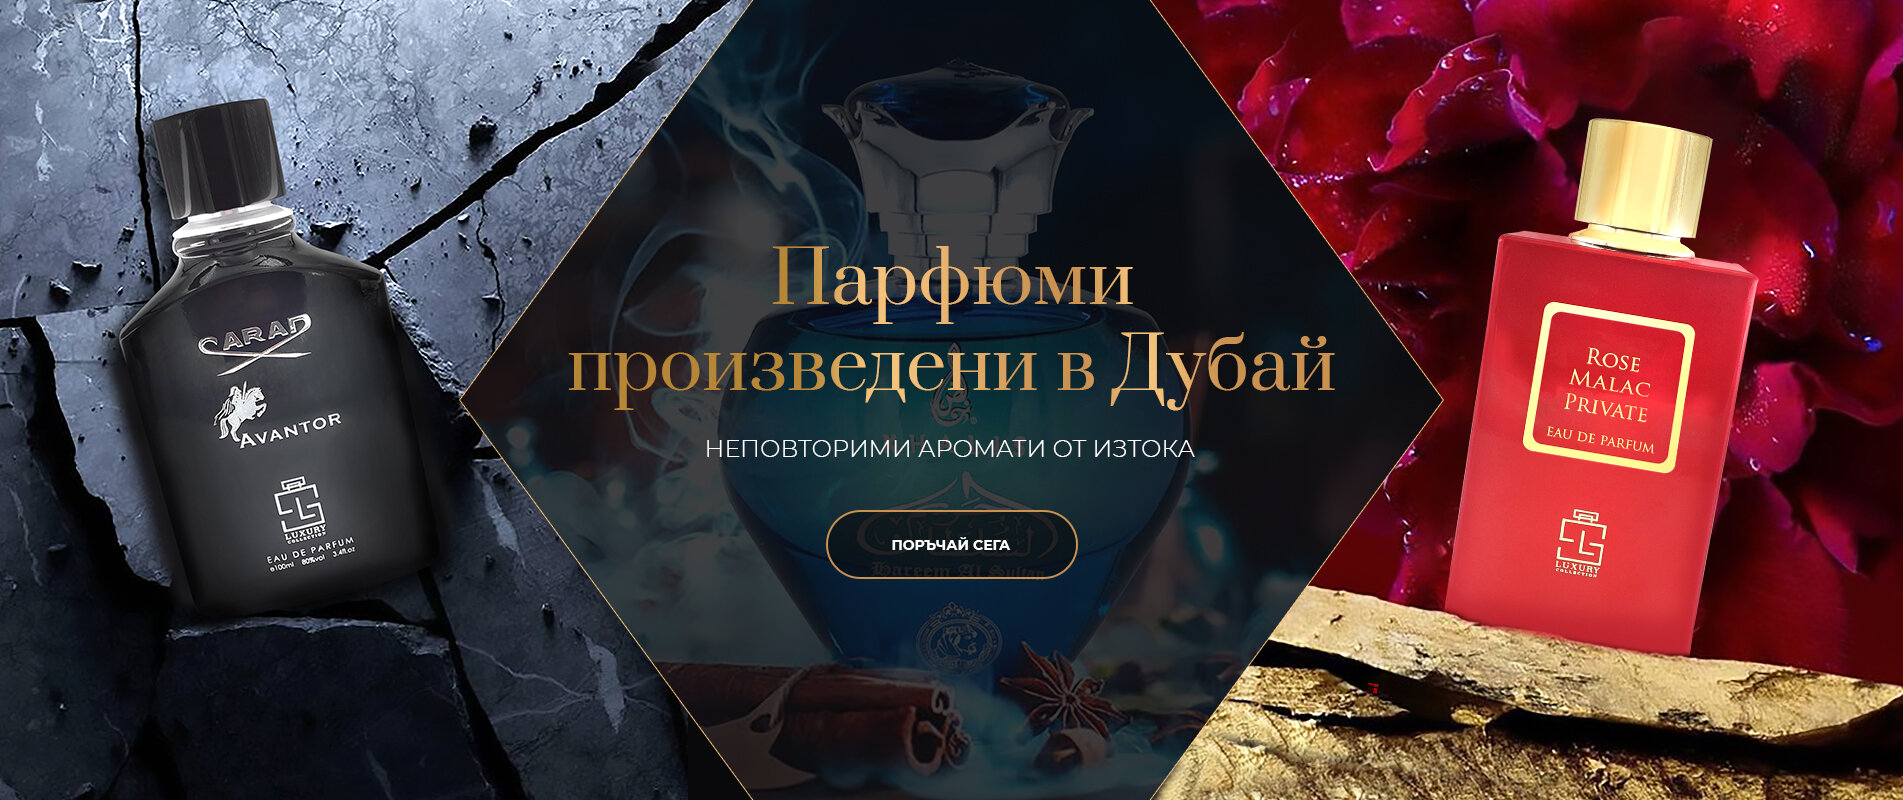 Парфюми
произведени в Дубай
НЕПОВТОРИМИ АРОМАТИ ОТ ИЗТОКА
ПОРЪЧАЙ СЕГА
Hareem Al Sultan
CARAD
AVANTOR
LUXURY
COLLECTION
EAU DE PARFUM
e100ml 80%vol 3.4fl.oz
ROSE
MALAC
PRIVATE
EAU DE PARFUM
LUXURY
COLLECTION